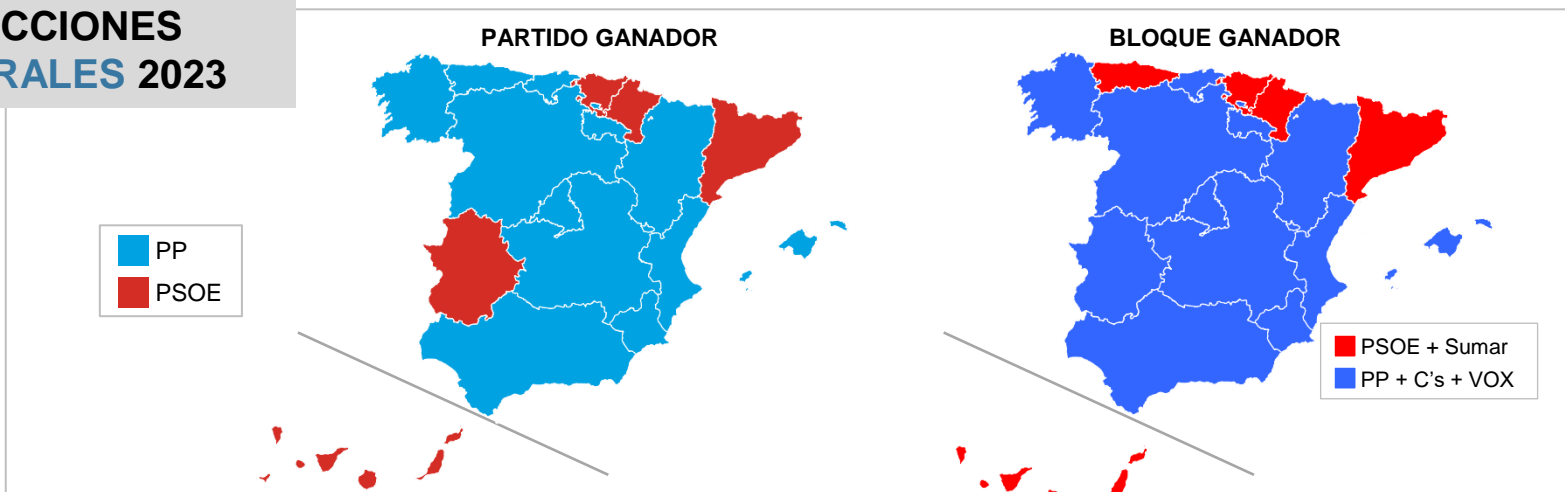 CCIONES
RALES 2023
PARTIDO GANADOR
BLOQUE GANADOR
PP
PSOE
PSOE + Sumar
PP + C's + VOX